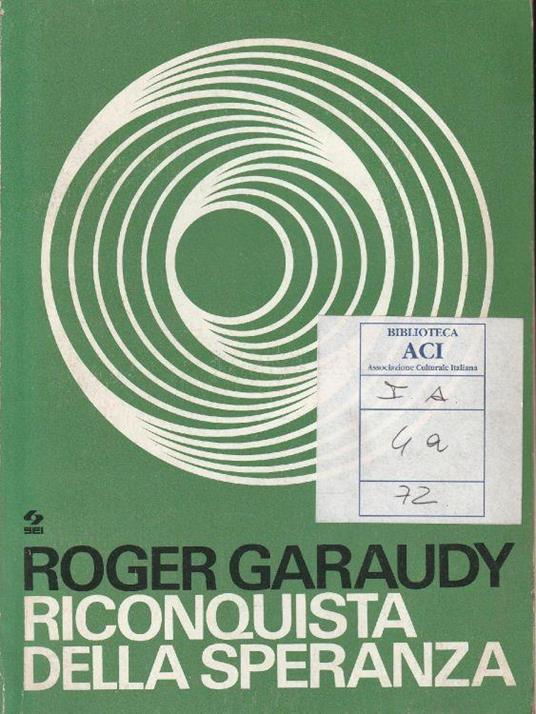 BIBLIOTECA
ACI
Associazione Culturale Italiana
I A.
4 a
72
SEI
ROGER GARAUDY
RICONQUISTA
DELLA SPERANZA